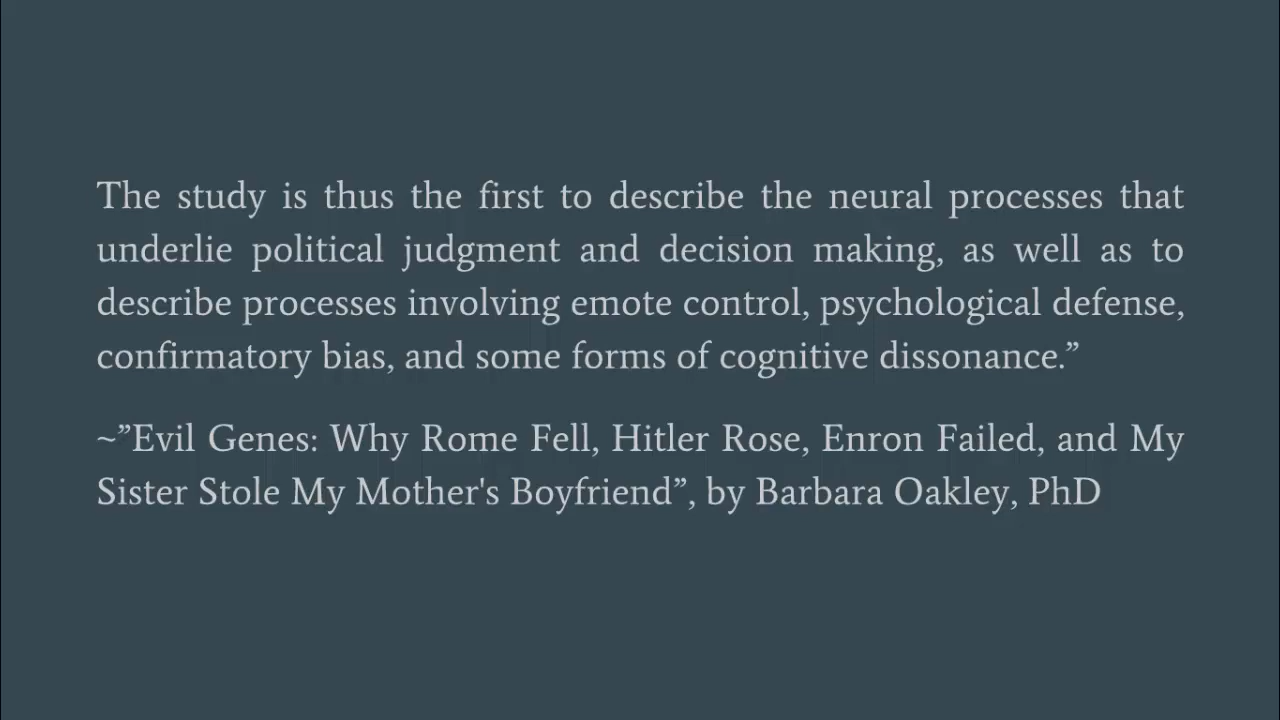 The study is thus the first to describe the neural processes that
underlie political judgment and decision making, as well as to
describe processes involving emote control, psychological defense,
confirmatory bias, and some forms of cognitive dissonance.”
~”Evil Genes: Why Rome Fell, Hitler Rose, Enron Failed, and My
Sister Stole My Mother's Boyfriend”, by Barbara Oakley, PhD